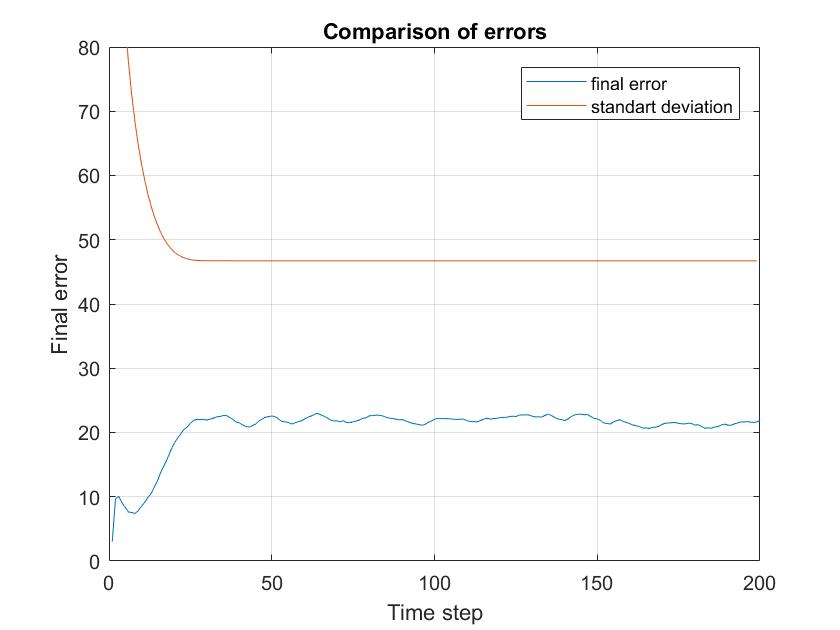 Comparison of errors
80
70
60
50
40
30
20
10
0
Final error
final error
standart deviation
0 50 100 150 200
Time step